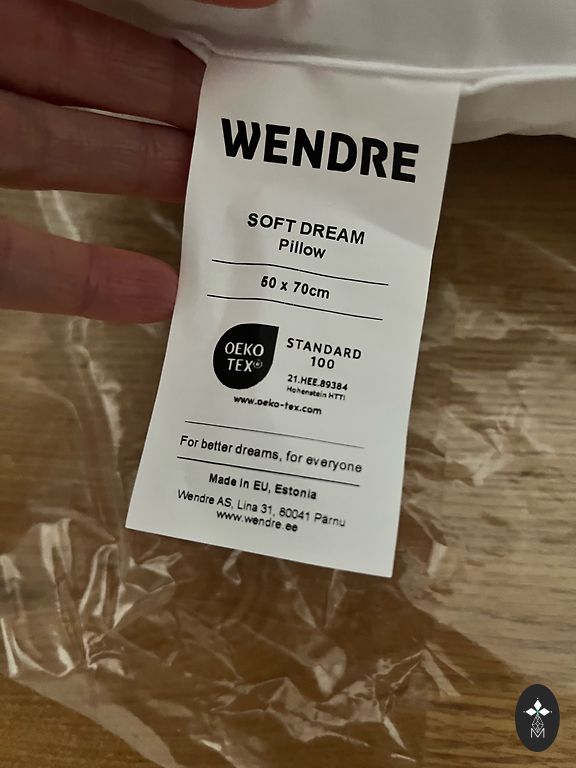 WENDRE
SOFT DREAM
Pillow
50 x 70cm
OEKO
TEX®
STANDARD
100
21.HEE.89384
Hohenstein HTTI
www.oeko-tex.com
For better dreams, for everyone
Made in EU, Estonia
Wendre AS, Lina 31, 80041 Pärnu
www.wendre.ee
M